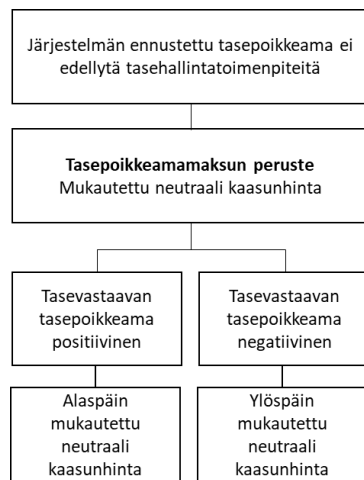 Järjestelmän ennustettu tasepoikkeama ei
edellytä tasehallintatoimenpiteitä
Tasepoikkeamamaksun peruste
Mukautettu neutraali kaasunhinta
Tasevastaavan
tasepoikkeama
positiivinen
Tasevastaavan
tasepoikkeama
negatiivinen
Alaspäin
mukautettu
neutraali
kaasunhinta
Ylöspäin
mukautettu
neutraali
kaasunhinta